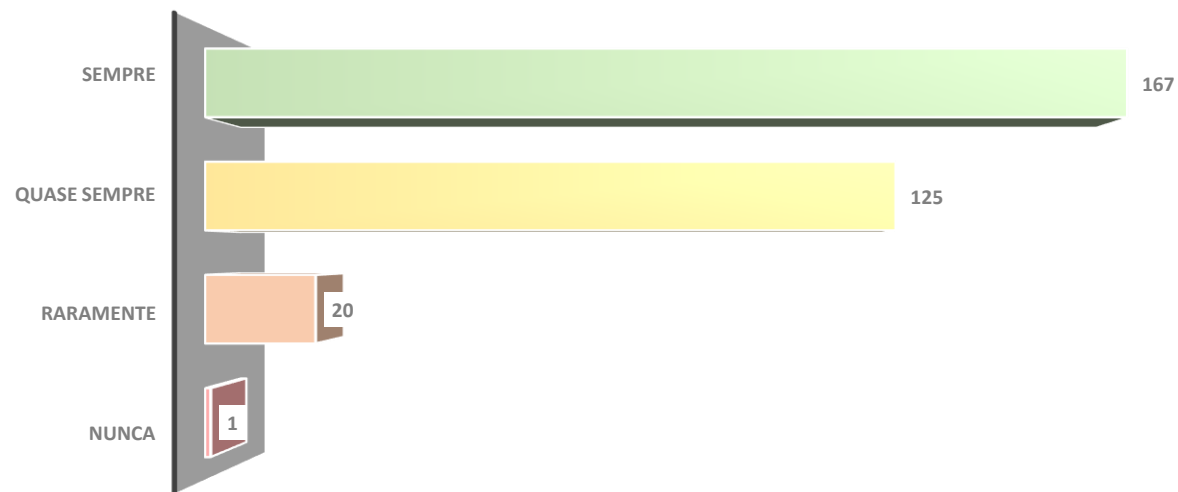 SEMPRE 167
QUASE SEMPRE 125
RARAMENTE 20
NUNCA 1